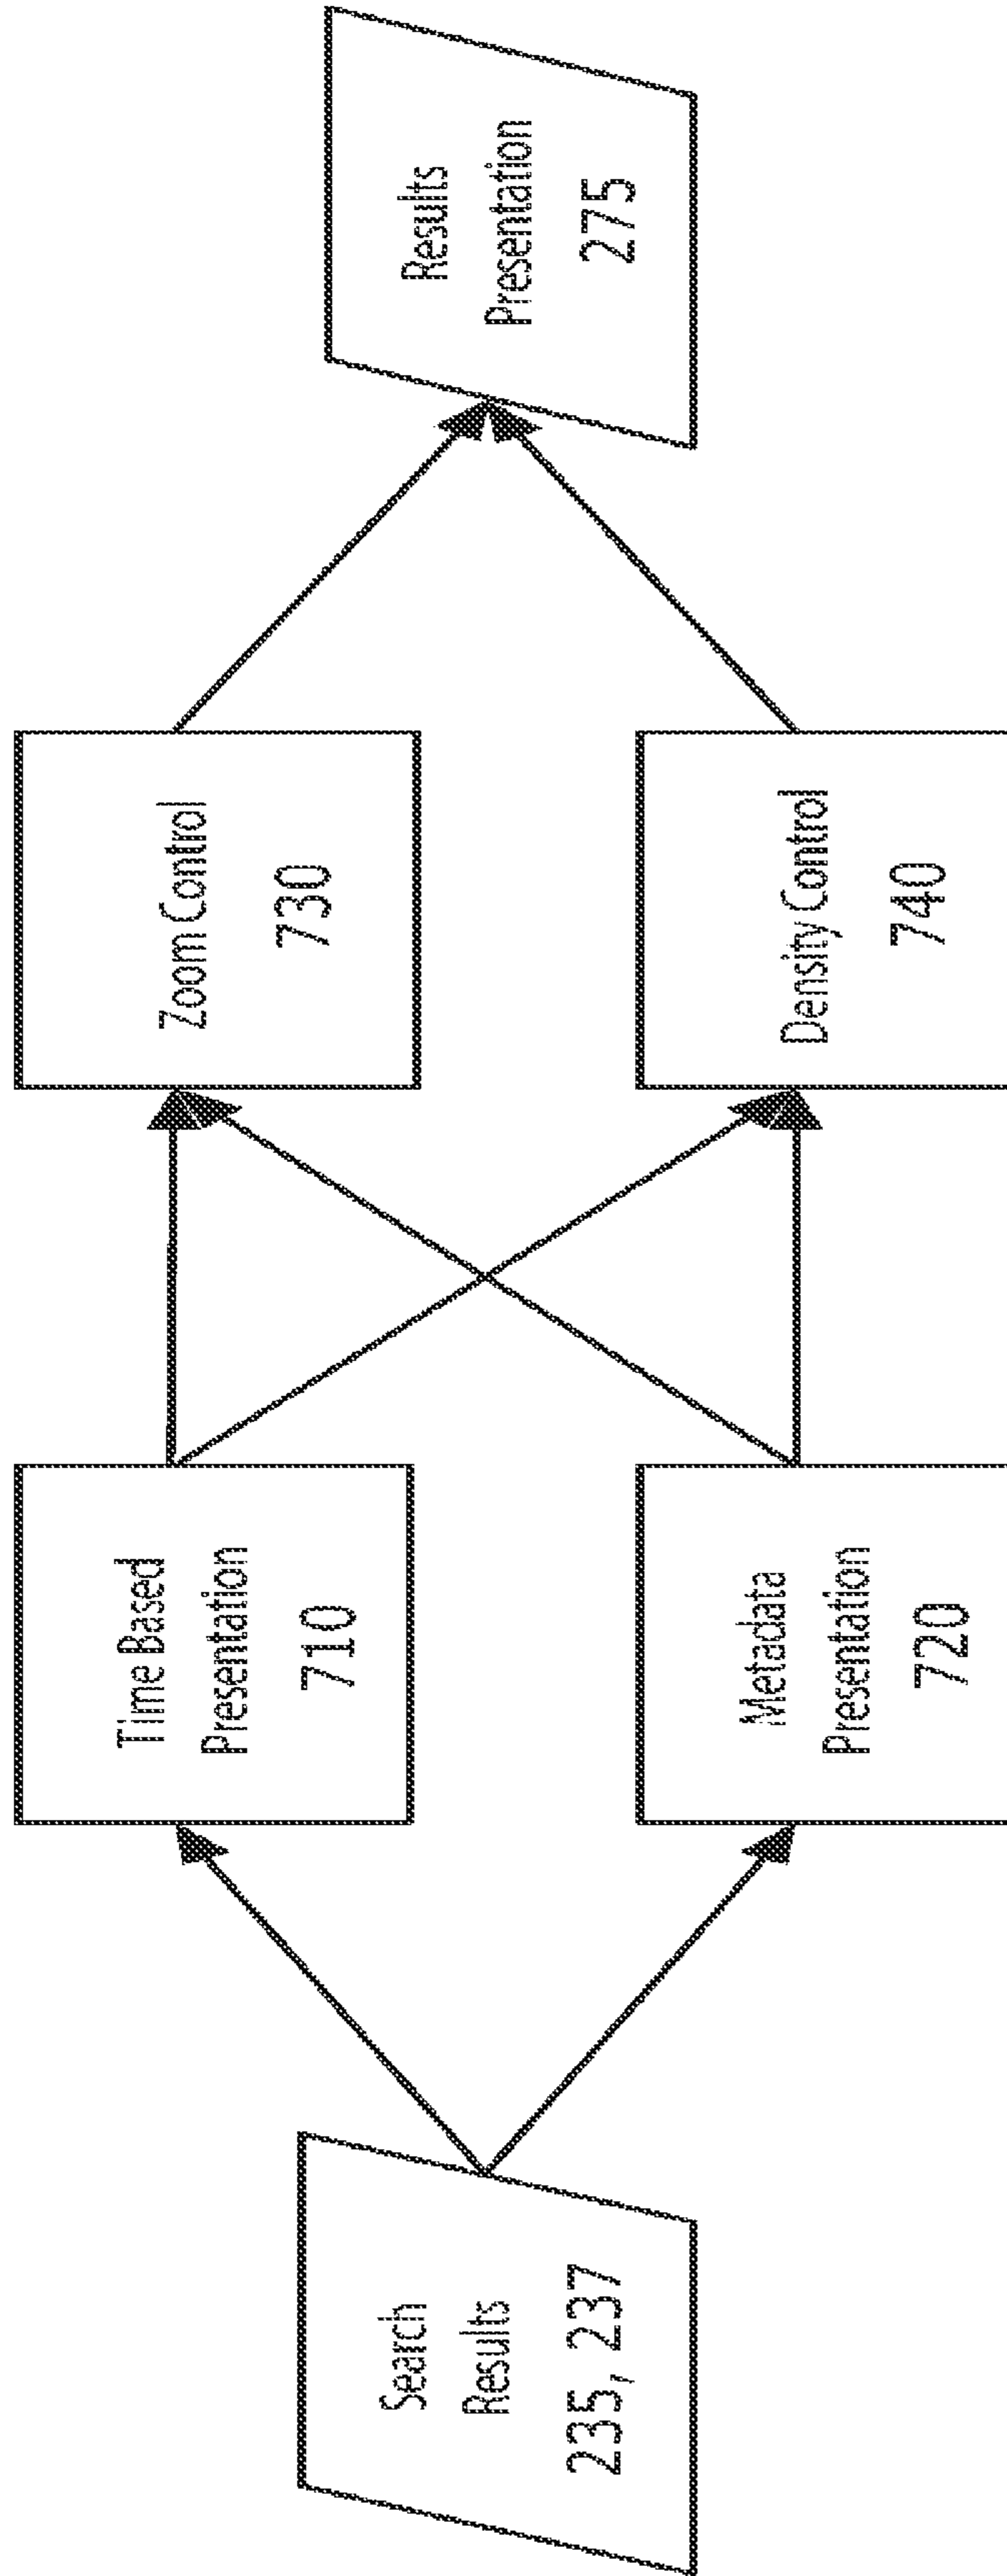 Search
Results
235, 237
Time Based
Presentation
710
Metadata
Presentation
720
Zoom Control
730
Density Control
740
Results
Presentation
275